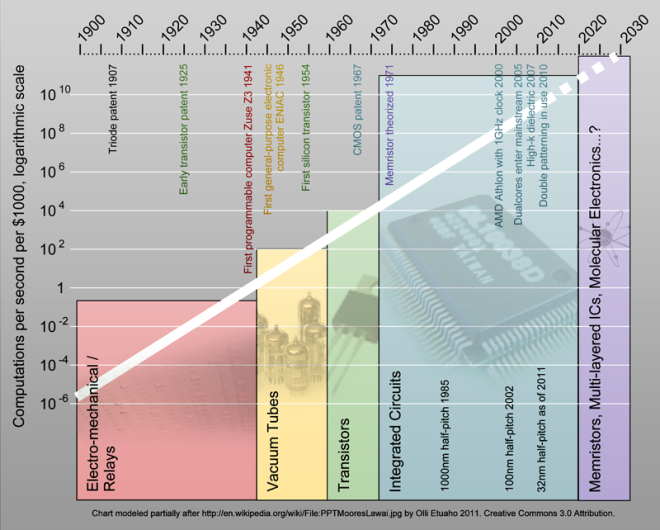 1900 1910 1920 1930 1940 1950 1960 1970 1980 1990 2000 2010 2020 2030
Computations per second per $1000, logarithmic scale
10^10
10^8
10^6
10^4
10^2
1
10^-2
10^-4
10^-6
Triode patent 1907
Early transistor patent 1925
First programmable computer Zuse Z3 1941
First general-purpose electronic
computer ENIAC 1946
First silicon transistor 1954
CMOS patent 1967
Memristor theorized 1971
AMD Athlon with 1GHz clock 2000
Dualcores enter mainstream 2005
High-k dielectric 2007
Double patterning in use 2010
Electro-mechanical /
Relays
Vacuum Tubes
Transistors
Integrated Circuits
1000nm half-pitch 1985
100nm half-pitch 2002
32nm half-pitch as of 2011
Memristors, Multi-layered ICs, Molecular Electronics...?
Chart modeled partially after http://en.wikipedia.org/wiki/File:PPTMooresLawai.jpg by Olli Etuaho 2011. Creative Commons 3.0 Attribution.